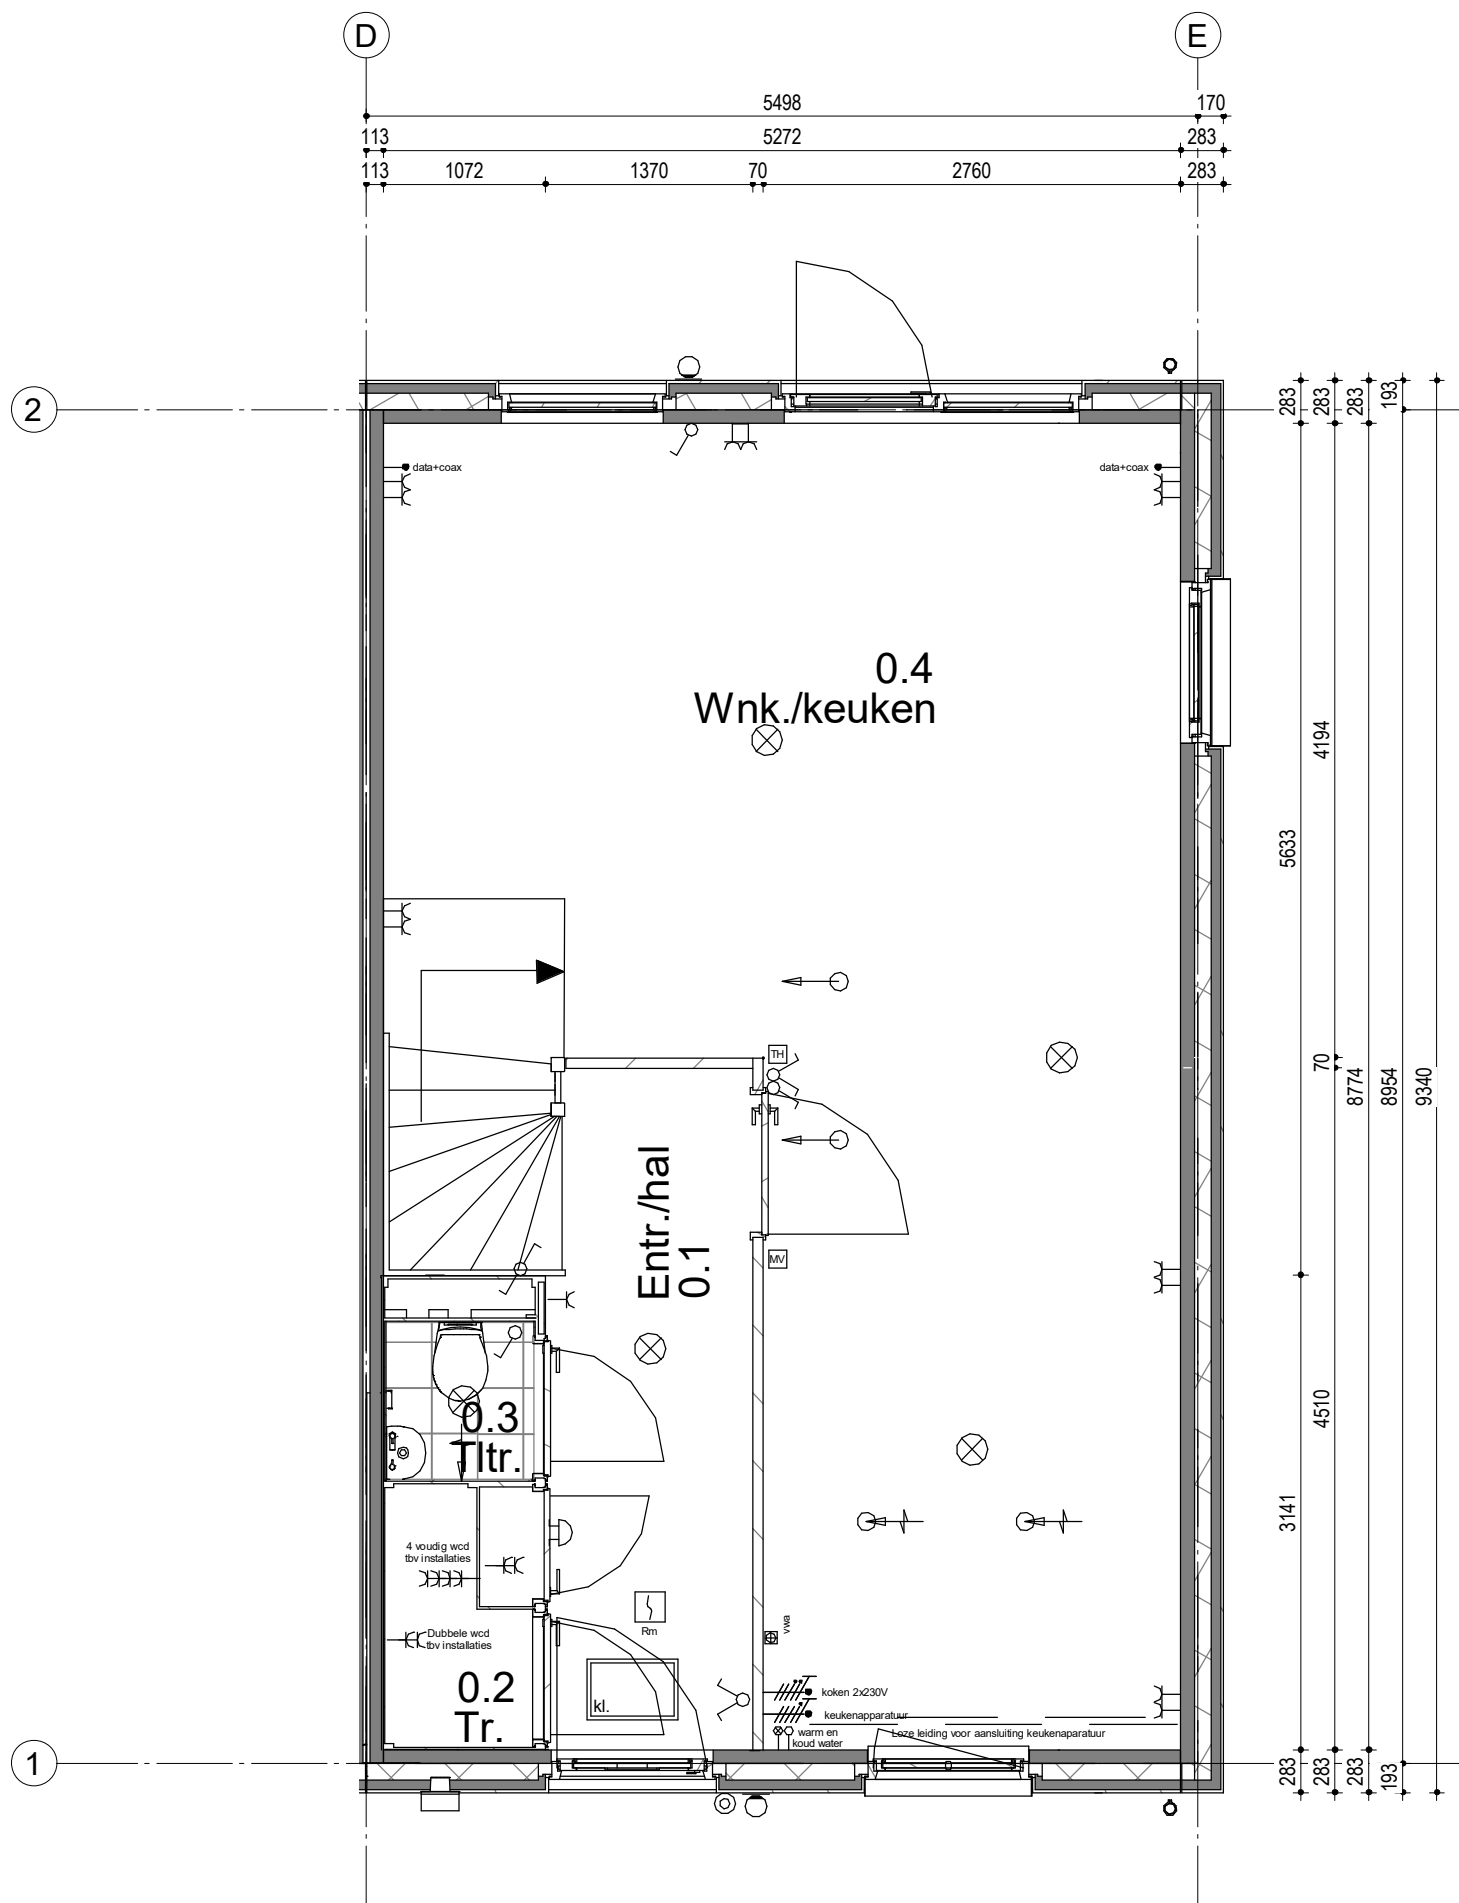 D
E
5498
170
113
5272
283
113
1072
1370
70
2760
283
2
283
283
283
193
data+coax
data+coax
0.4
Wnk./keuken
4194
5633
TH
70
8774
8954
9340
Entr./hal
0.1
MV
0.3
Tltr.
4510
3141
4 voudig wcd
tbv installaties
Dubbele wcd
tbv installaties
Rm
vwa
0.2
Tr.
kl.
koken 2x230V
keukenapparatuur
warm en
koud water
Loze leiding voor aansluiting keukenaparatuur
1
283
283
283
193